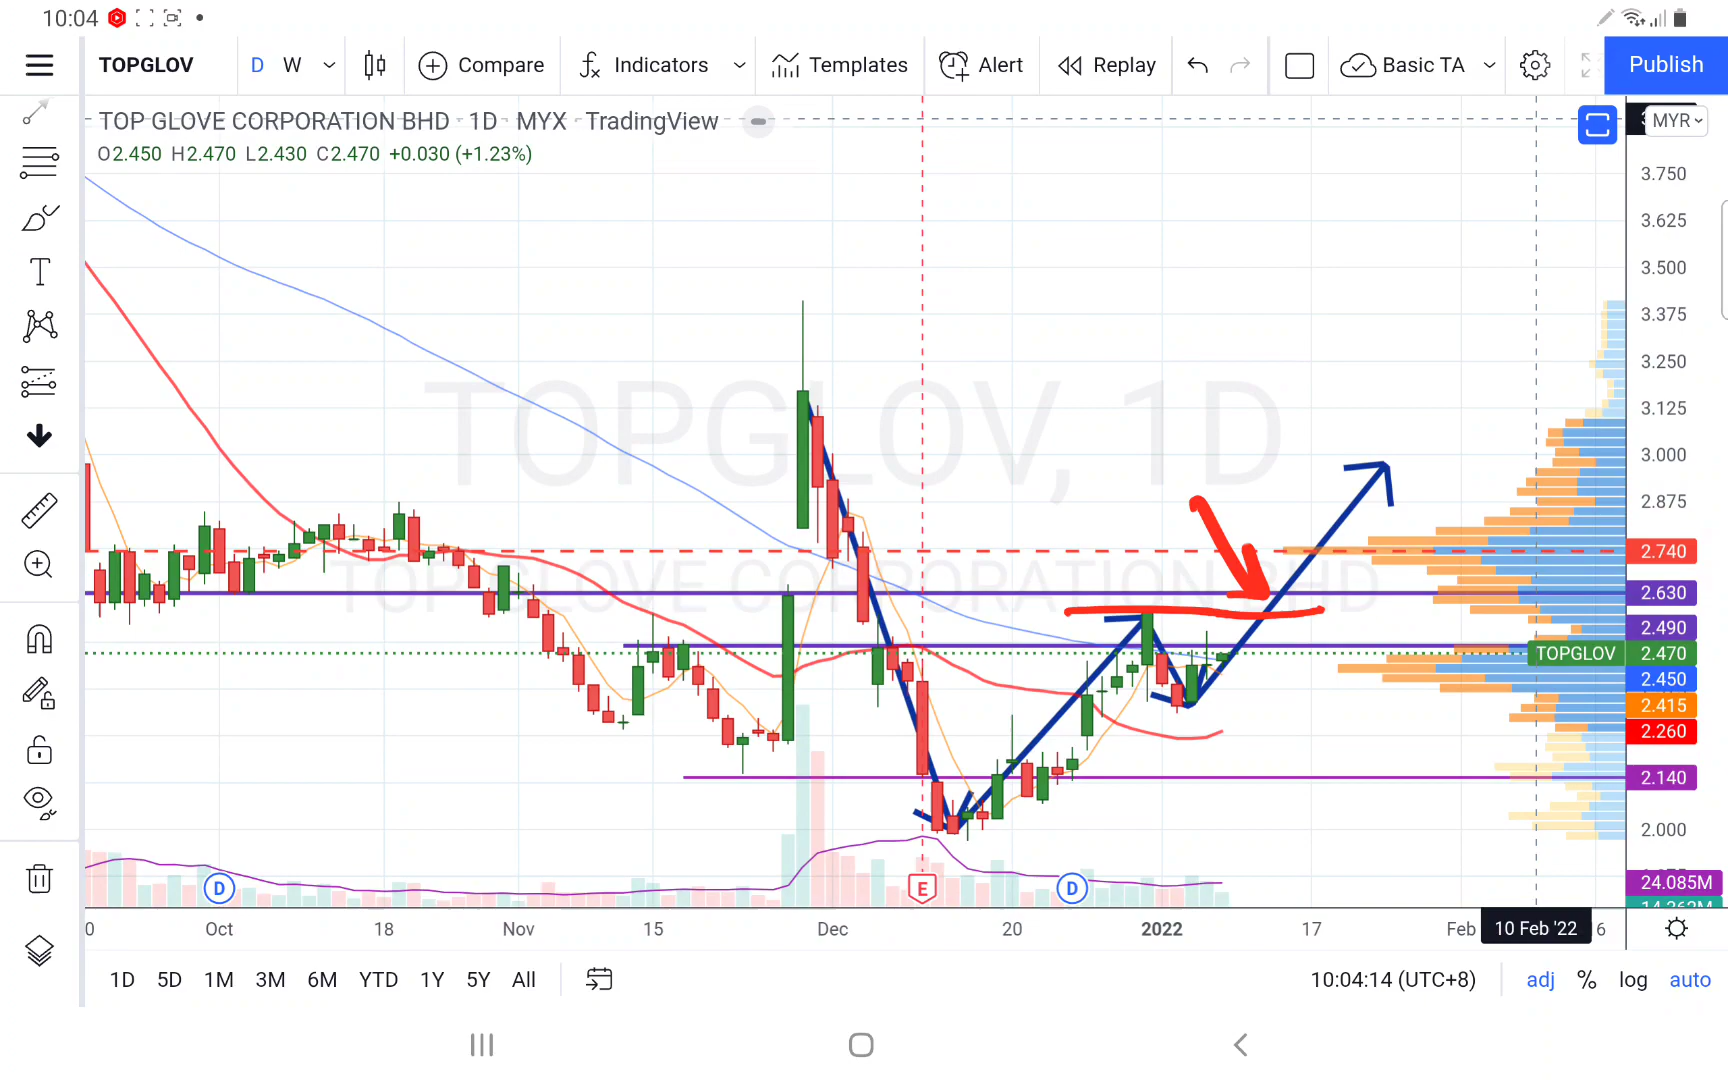 10:04
TOPGLOV D W Compare Indicators Templates Alert Replay Basic TA Publish
TOP GLOVE CORPORATION BHD · 1D · MYX · TradingView
MYR
O2.450 H2.470 L2.430 C2.470 +0.030 (+1.23%)
3.750
3.625
3.500
3.375
3.250
3.125
TOPGLOV, 1D
3.000
2.875
2.740
TOP GLOVE CORPORATION BHD
2.630
2.490
TOPGLOV 2.470
2.450
2.415
2.260
2.140
2.000
24.085M
D E D
0 Oct 18 Nov 15 Dec 20 2022 17 Feb 10 Feb '22 6
1D 5D 1M 3M 6M YTD 1Y 5Y All 10:04:14 (UTC+8) adj % log auto